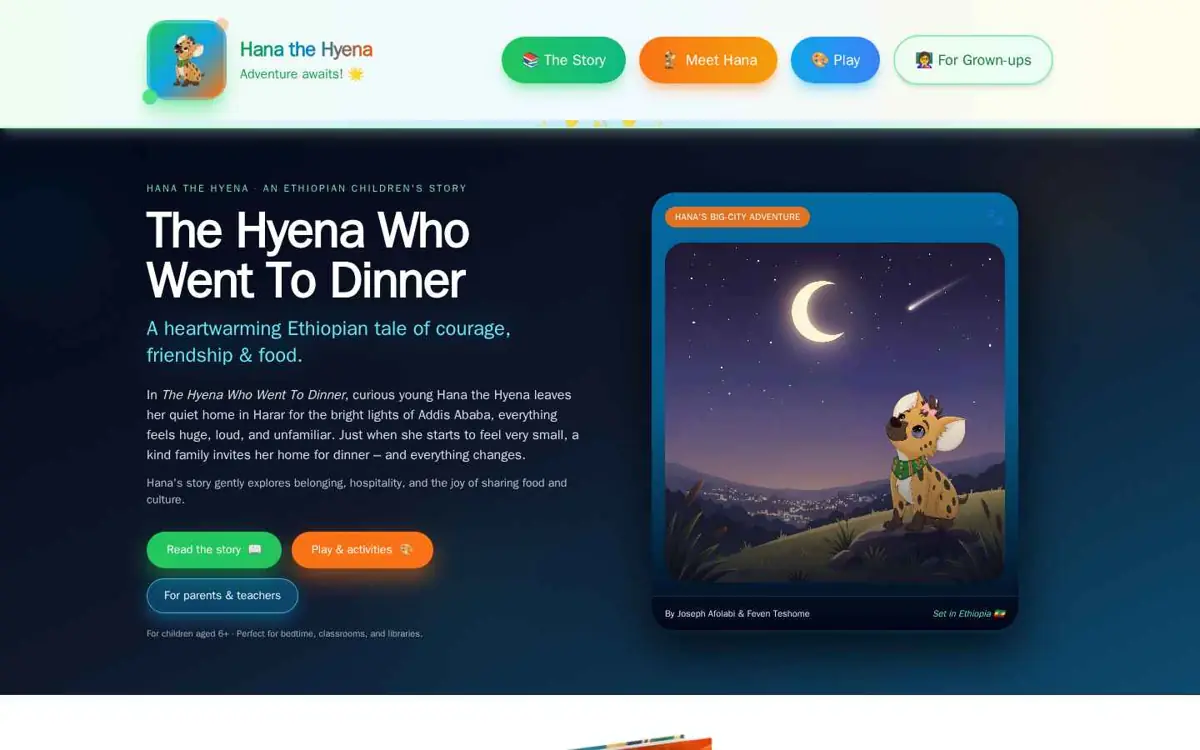 Hana the Hyena
Adventure awaits! 🌟
📚 The Story
Meet Hana
🎨 Play
👩‍🏫 For Grown-ups
HANA THE HYENA · AN ETHIOPIAN CHILDREN'S STORY
The Hyena Who
Went To Dinner
A heartwarming Ethiopian tale of courage,
friendship & food.
In The Hyena Who Went To Dinner, curious young Hana the Hyena leaves
her quiet home in Harar for the bright lights of Addis Ababa, everything
feels huge, loud, and unfamiliar. Just when she starts to feel very small, a
kind family invites her home for dinner – and everything changes.
Hana's story gently explores belonging, hospitality, and the joy of sharing food and
culture.
Read the story 📖
Play & activities 🎨
For parents & teachers
For children aged 6+ · Perfect for bedtime, classrooms, and libraries.
HANA'S BIG-CITY ADVENTURE
By Joseph Afolabi & Feven Teshome
Set in Ethiopia 🇪🇹